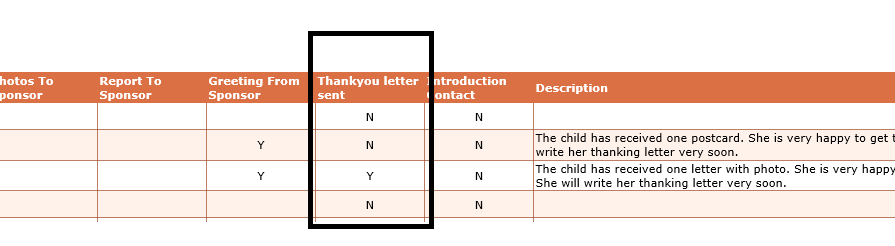 hotos To Report To Greeting From Thankyou letter ntroduction Description
ponsor Sponsor Sponsor sent ontact
N N
Y N N The child has received one postcard. She is very happy to get t
write her thanking letter very soon.
Y Y N The child has received one letter with photo. She is very happy
She will write her thanking letter very soon.
N N